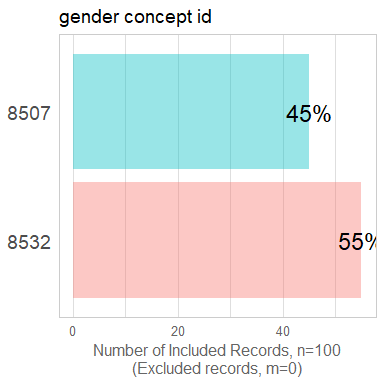 gender concept id
8507
45%
8532
55%
0
20
40
Number of Included Records, n=100
(Excluded records, m=0)